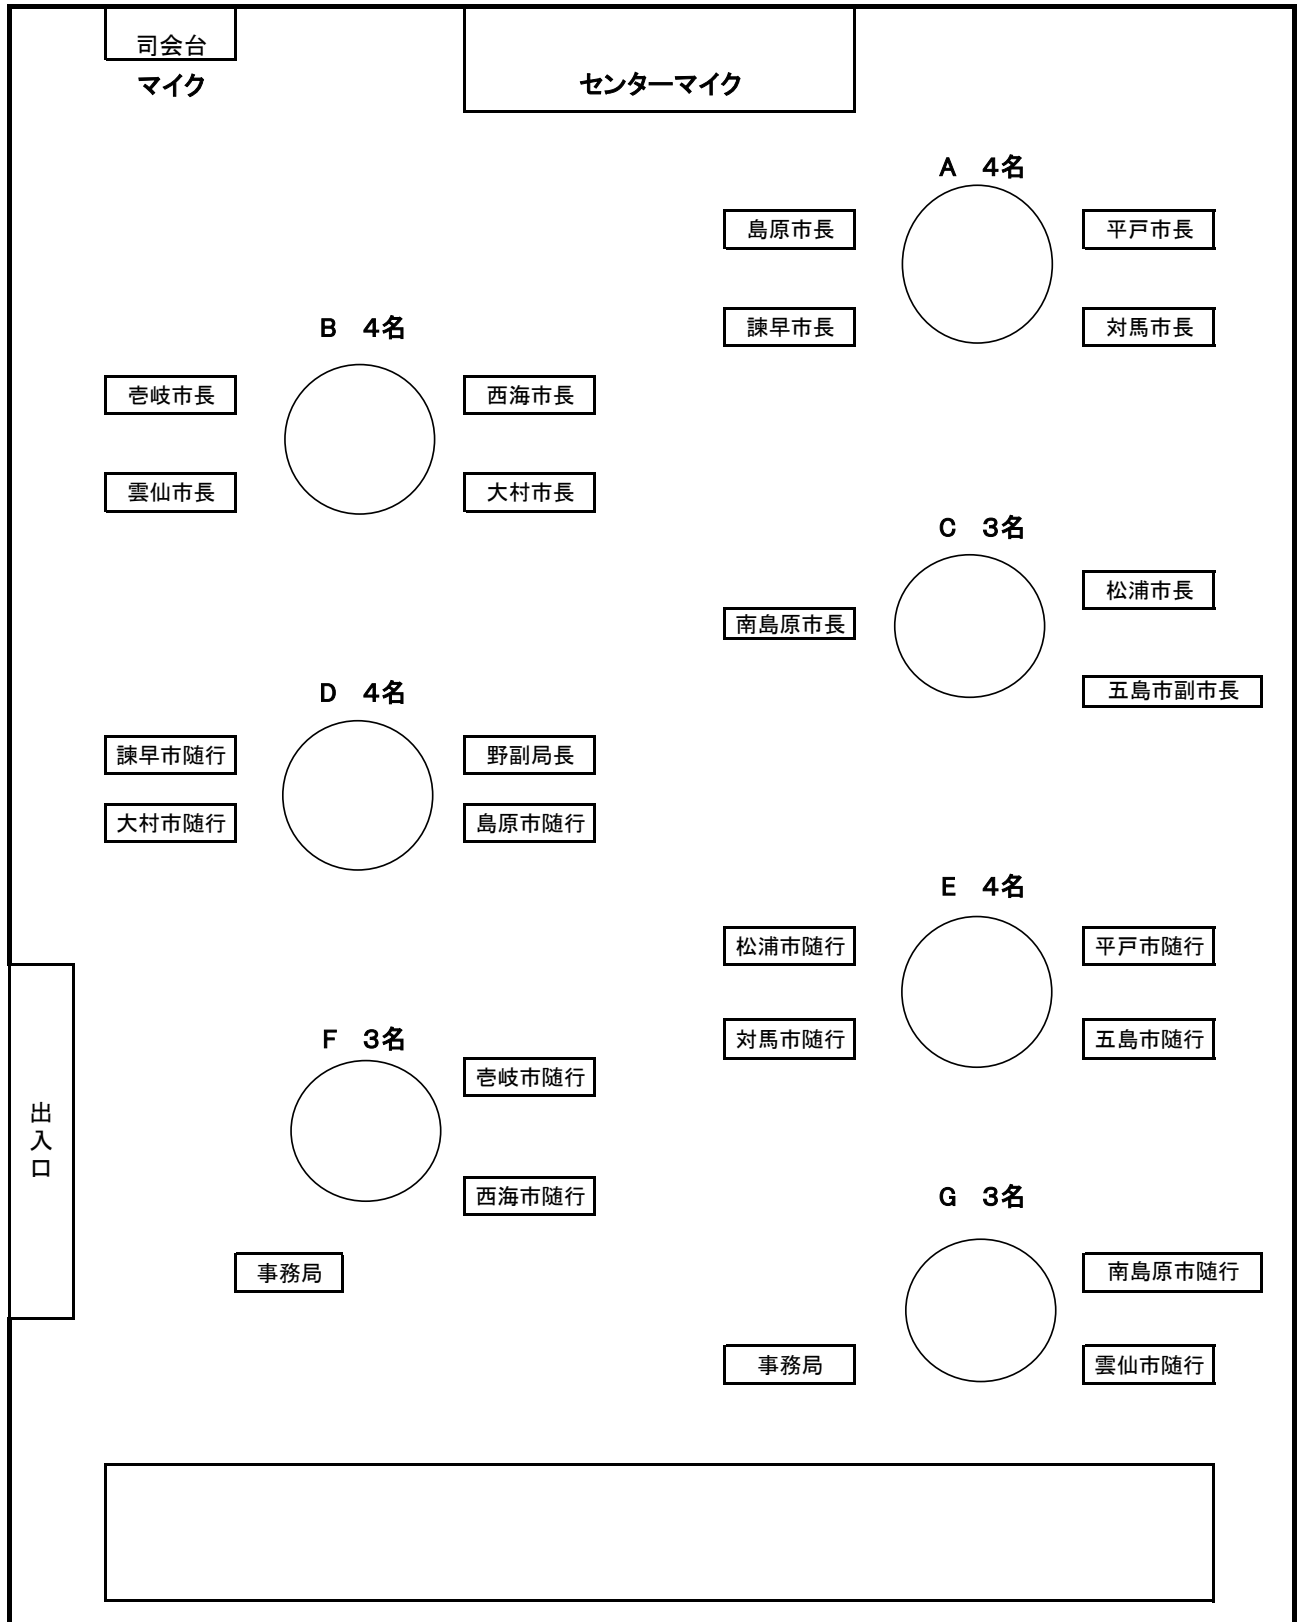 司会台
マイク
センターマイク
A　４名
島原市長
平戸市長
諫早市長
対馬市長
B　４名
壱岐市長
西海市長
雲仙市長
大村市長
C　３名
松浦市長
南島原市長
五島市副市長
D　４名
諫早市随行
野副局長
大村市随行
島原市随行
E　４名
松浦市随行
平戸市随行
対馬市随行
五島市随行
F　３名
壱岐市随行
西海市随行
事務局
出入口
G　３名
南島原市随行
事務局
雲仙市随行